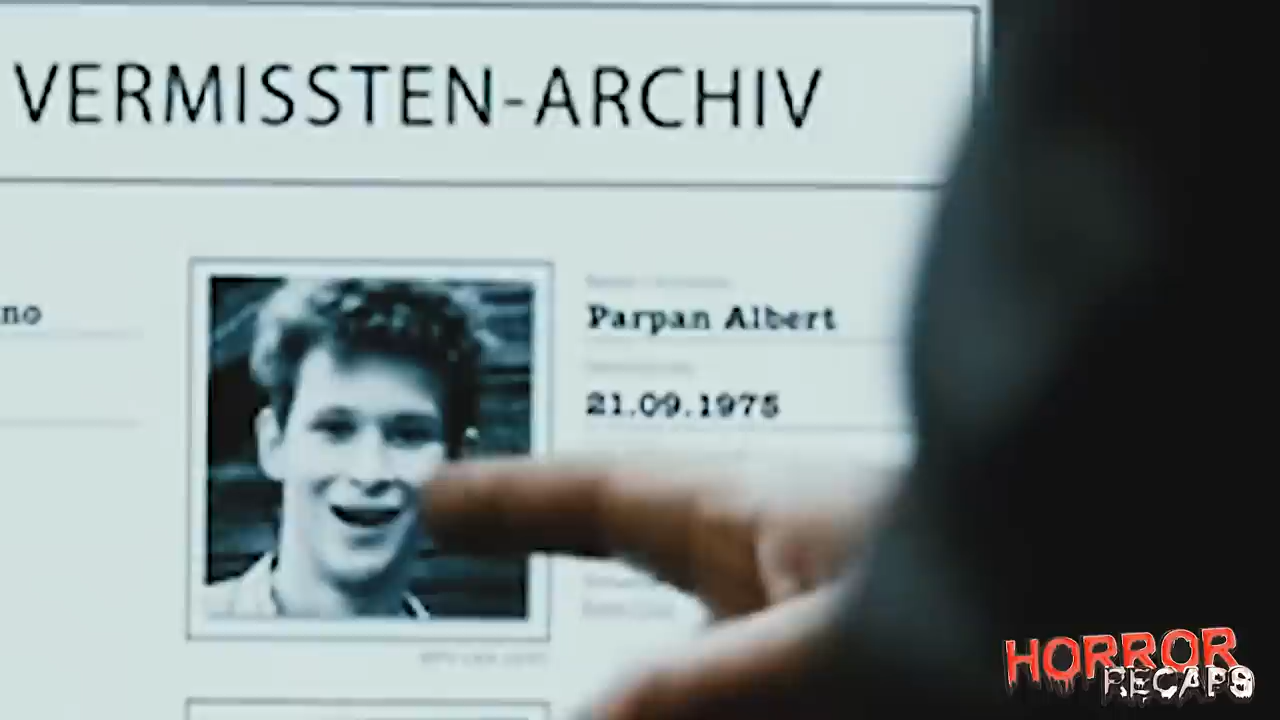 VERMISSTEN-ARCHIV
no
Parpan Albert
21.09.1975
HORROR
RECAPS